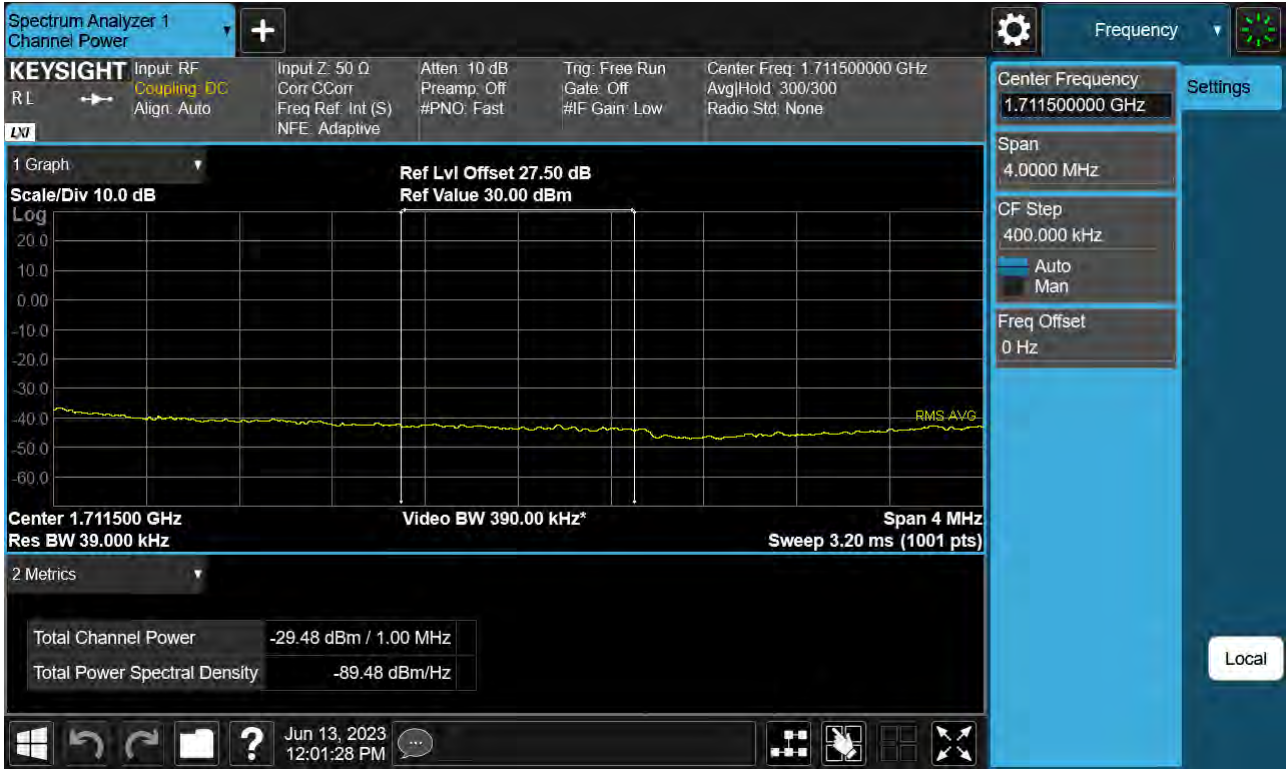 Spectrum Analyzer 1
Channel Power
+
Frequency
KEYSIGHT
RL
LXI
Input: RF
Coupling: DC
Align: Auto
Input Z: 50 Ω
Corr CCorr
Freq Ref: Int (S)
NFE: Adaptive
Atten: 10 dB
Preamp: Off
#PNO: Fast
Trig: Free Run
Gate: Off
#IF Gain: Low
Center Freq: 1.711500000 GHz
Avg|Hold: 300/300
Radio Std: None
Center Frequency
1.711500000 GHz
Settings
Span
4.0000 MHz
CF Step
400.000 kHz
Auto
Man
Freq Offset
0 Hz
Local
1 Graph
Scale/Div 10.0 dB
Ref Lvl Offset 27.50 dB
Ref Value 30.00 dBm
Log
20.0
10.0
0.00
-10.0
-20.0
-30.0
-40.0
-50.0
-60.0
RMS AVG
Center 1.711500 GHz
Video BW 390.00 kHz*
Span 4 MHz
Res BW 39.000 kHz
Sweep 3.20 ms (1001 pts)
2 Metrics
Total Channel Power -29.48 dBm / 1.00 MHz
Total Power Spectral Density -89.48 dBm/Hz
?
Jun 13, 2023
12:01:28 PM